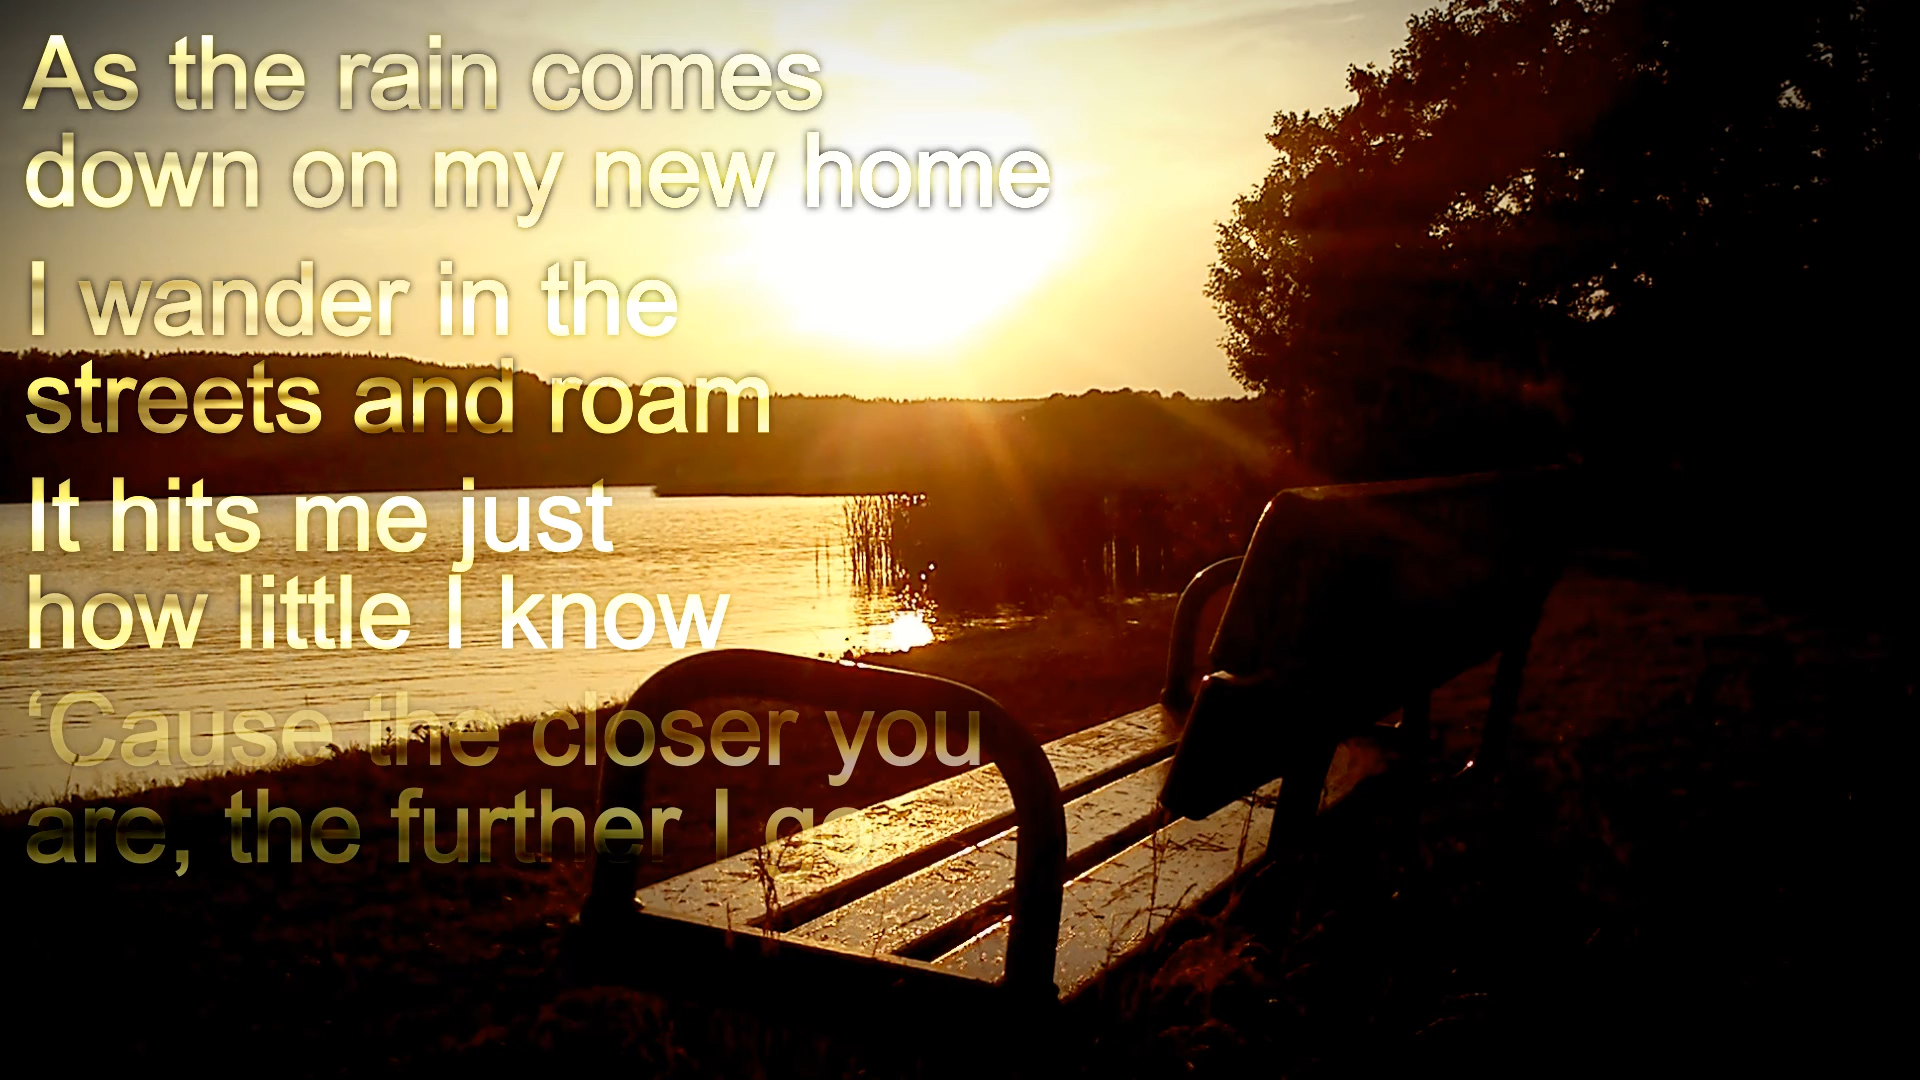 As the rain comes
down on my new home
I wander in the
streets and roam
It hits me just
how little I know
‘Cause the closer you
are, the further I go